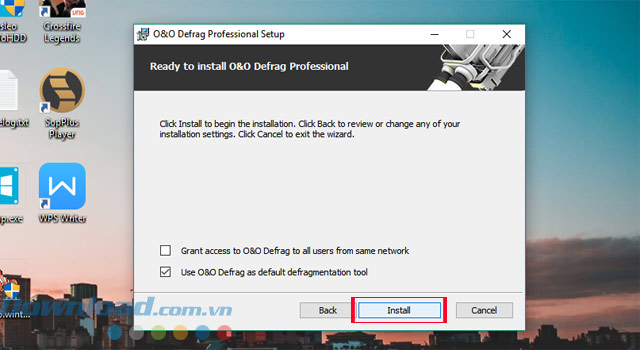 sleo
oHDD
Crossfire
Legends
elog.txt
SopPlus
Player
p.exe
WPS Writer
o.wint...
O&O Defrag Professional Setup
Ready to install O&O Defrag Professional
Click Install to begin the installation. Click Back to review or change any of your
installation settings. Click Cancel to exit the wizard.
Grant access to O&O Defrag to all users from same network
Use O&O Defrag as default defragmentation tool
Back
Install
Cancel
Download.com.vn